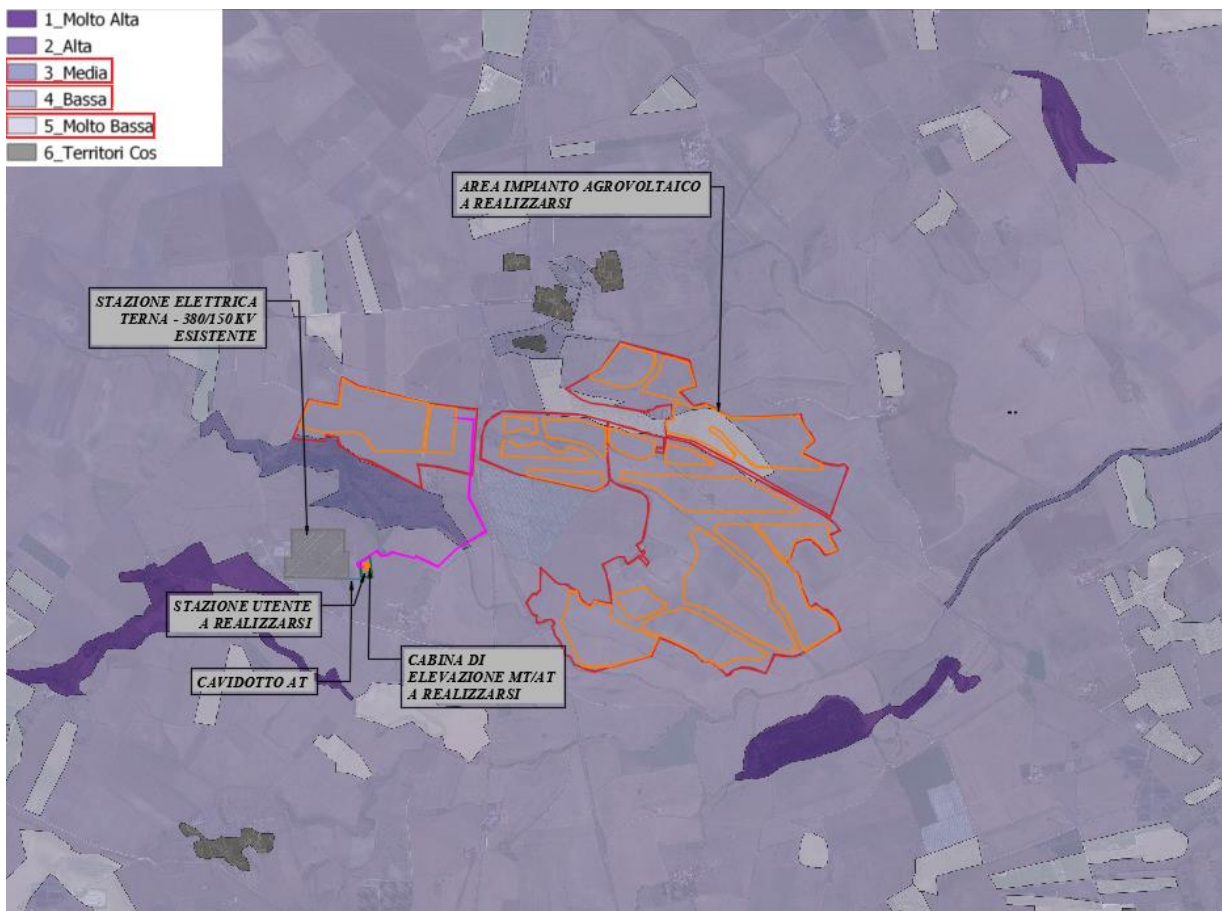 1_Molto Alta
2_Alta
3_Media
4_Bassa
5_Molto Bassa
6_Territori Cos
AREA IMPIANTO AGROVOLTAICO
A REALIZZARSI
STAZIONE ELETTRICA
TERNA - 380/150 KV
ESISTENTE
STAZIONE UTENTE
A REALIZZARSI
CABINA DI
ELEVAZIONE MT/AT
A REALIZZARSI
CAVIDOTTO AT